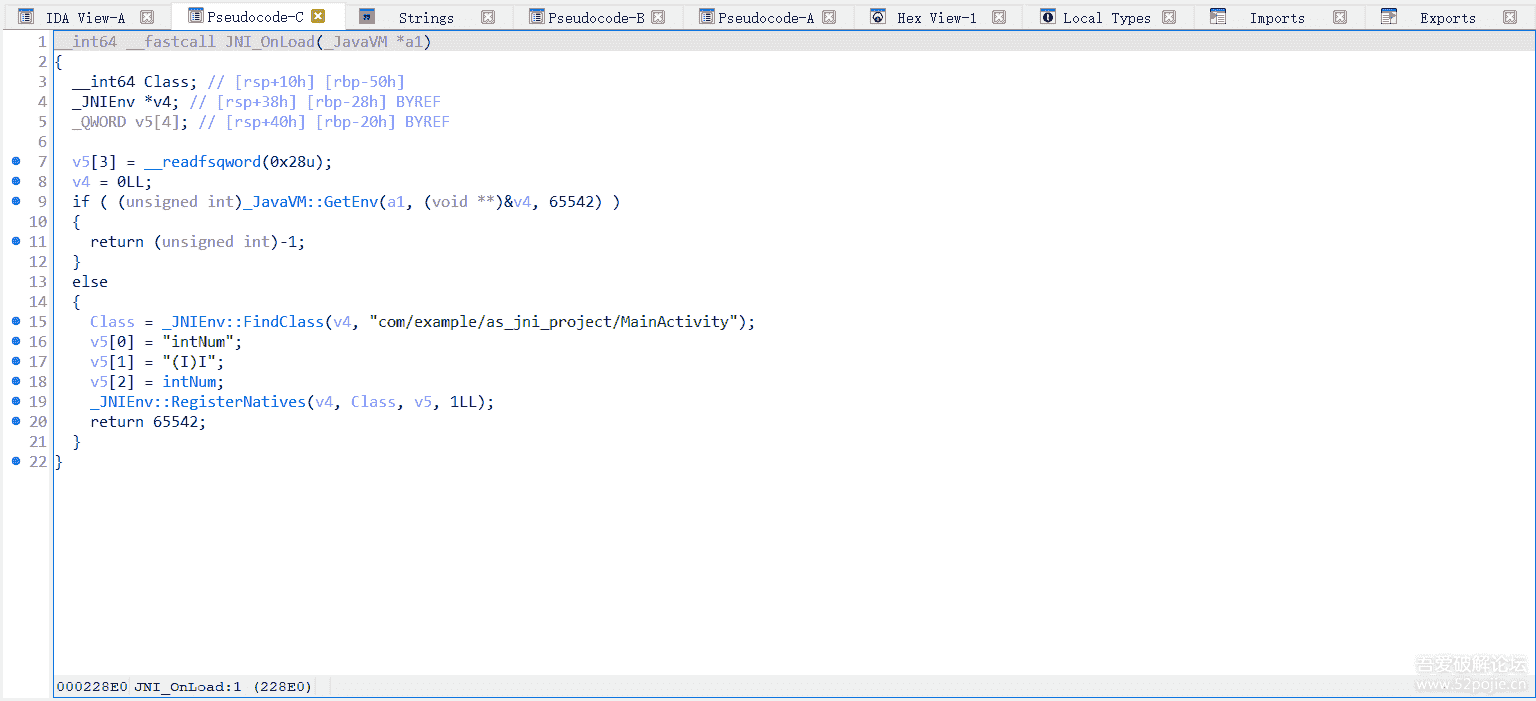 IDA View-A Pseudocode-C Strings Pseudocode-B Pseudocode-A Hex View-1 Local Types Imports Exports
1 __int64 __fastcall JNI_OnLoad(_JavaVM *a1)
2 {
3 __int64 Class; // [rsp+10h] [rbp-50h]
4 _JNIEnv *v4; // [rsp+38h] [rbp-28h] BYREF
5 _QWORD v5[4]; // [rsp+40h] [rbp-20h] BYREF
6
7 v5[3] = __readfsqword(0x28u);
8 v4 = 0LL;
9 if ( (unsigned int)_JavaVM::GetEnv(a1, (void **)&v4, 65542) )
10 {
11 return (unsigned int)-1;
12 }
13 else
14 {
15 Class = _JNIEnv::FindClass(v4, "com/example/as_jni_project/MainActivity");
16 v5[0] = "intNum";
17 v5[1] = "(I)I";
18 v5[2] = intNum;
19 _JNIEnv::RegisterNatives(v4, Class, v5, 1LL);
20 return 65542;
21 }
22 }
000228E0 JNI_OnLoad:1 (228E0)
吾爱破解论坛
www.52pojie.cn